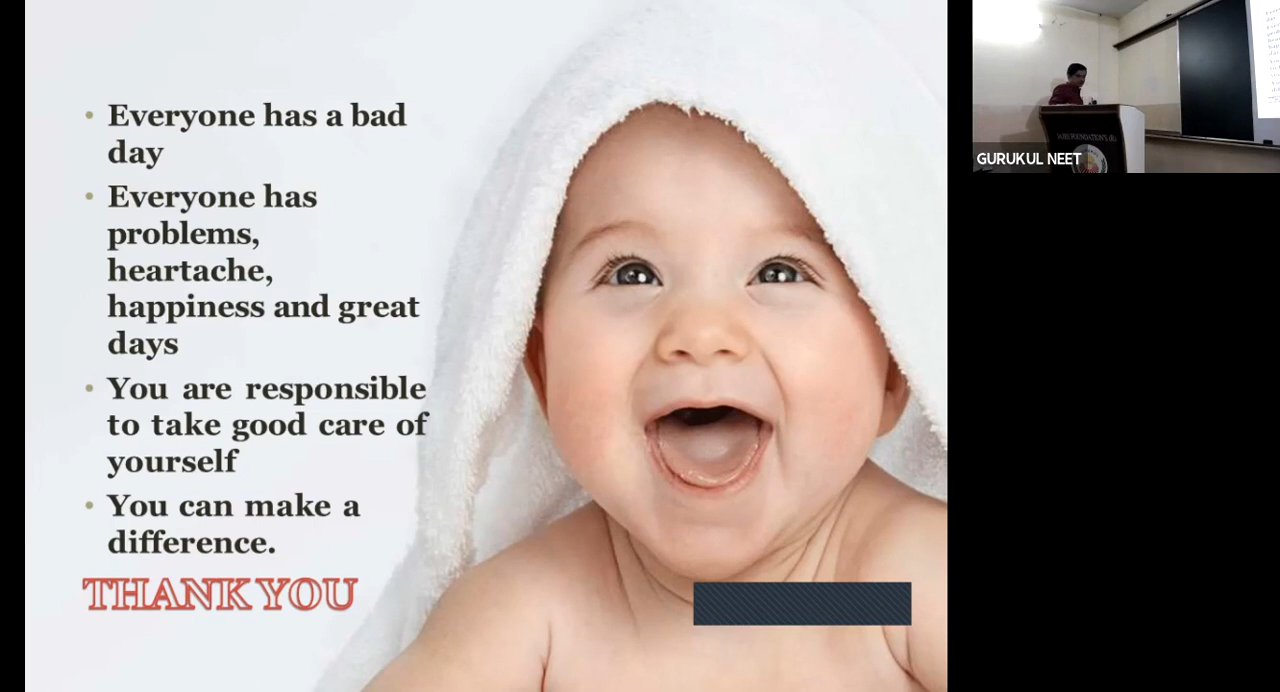 • Everyone has a bad
day
• Everyone has
problems,
heartache,
happiness and great
days
• You are responsible
to take good care of
yourself
• You can make a
difference.
THANK YOU
GURUKUL NEET